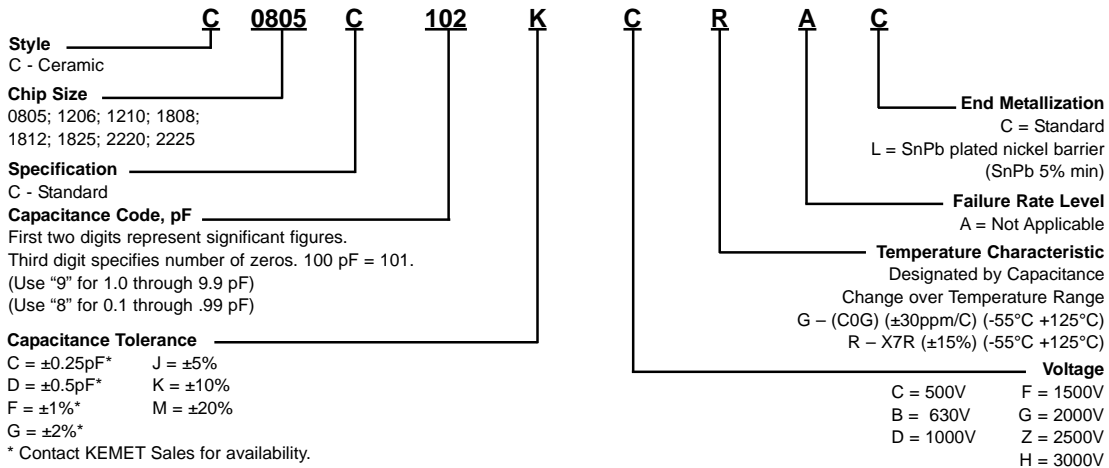 C 0805 C 102 K C R A C
Style
C - Ceramic
Chip Size
0805; 1206; 1210; 1808;
1812; 1825; 2220; 2225
Specification
C - Standard
Capacitance Code, pF
First two digits represent significant figures.
Third digit specifies number of zeros. 100 pF = 101.
(Use “9” for 1.0 through 9.9 pF)
(Use “8” for 0.1 through .99 pF)
Capacitance Tolerance
C = ±0.25pF* J = ±5%
D = ±0.5pF* K = ±10%
F = ±1%* M = ±20%
G = ±2%*
* Contact KEMET Sales for availability.
End Metallization
C = Standard
L = SnPb plated nickel barrier
(SnPb 5% min)
Failure Rate Level
A = Not Applicable
Temperature Characteristic
Designated by Capacitance
Change over Temperature Range
G – (C0G) (±30ppm/C) (-55°C +125°C)
R – X7R (±15%) (-55°C +125°C)
Voltage
C = 500V F = 1500V
B = 630V G = 2000V
D = 1000V Z = 2500V
H = 3000V